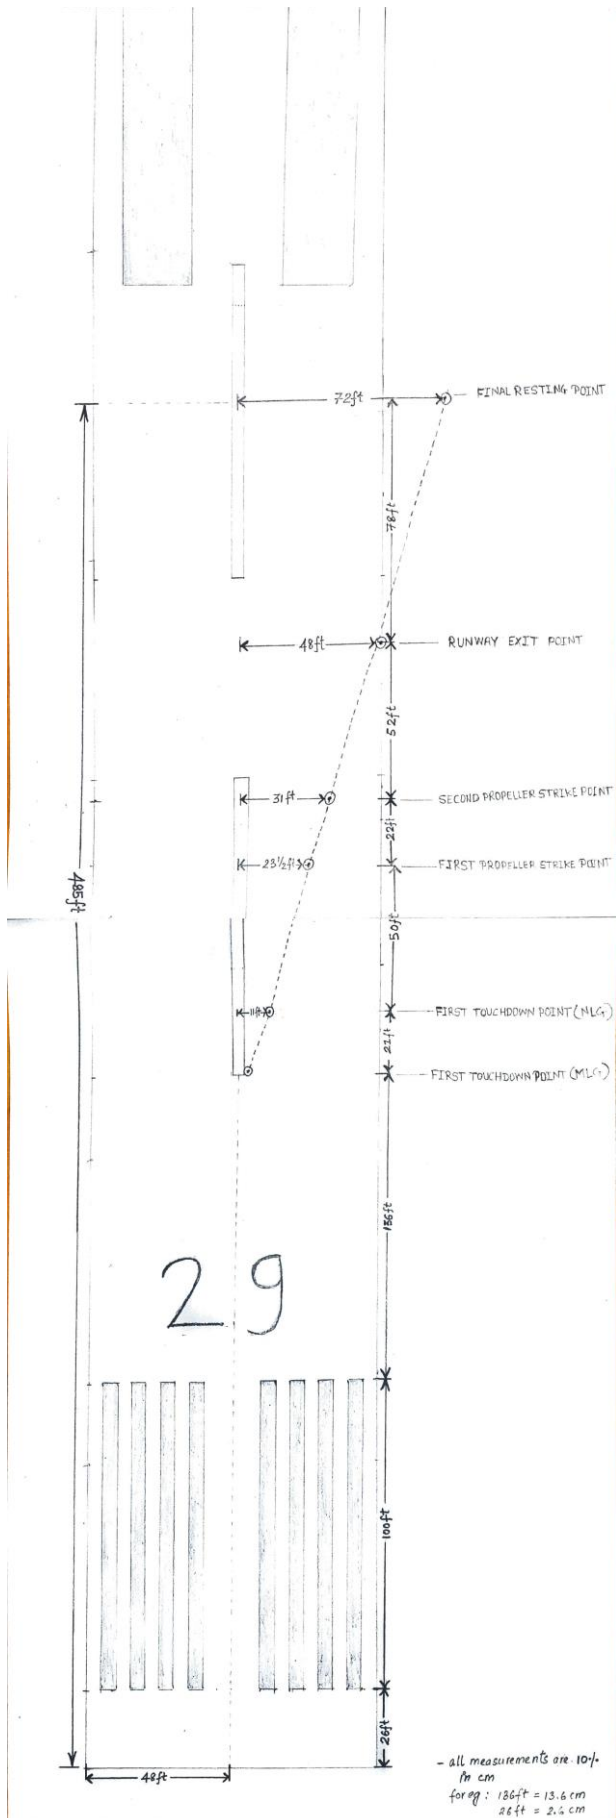 72ft
FINAL RESTING POINT
78ft
48ft
RUNWAY EXIT POINT
52ft
31ft
SECOND PROPELLER STRIKE POINT
22ft
23½ft
FIRST PROPELLER STRIKE POINT
485ft
50ft
11ft
FIRST TOUCHDOWN POINT (NLG)
21ft
FIRST TOUCHDOWN POINT (MLG)
136ft
29
100ft
26ft
48ft
- all measurements are 10%
in cm
for eg: 136ft = 13.6 cm
26ft = 2.6 cm